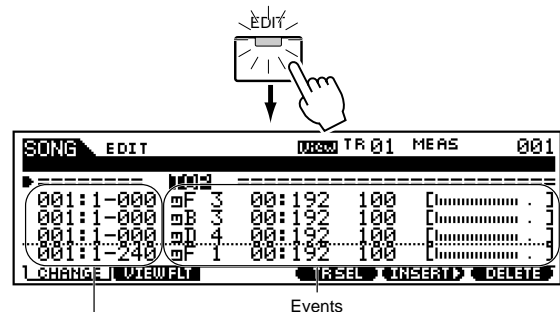 EDIT
SONG EDIT View TR 01 MEAS 001
001:1-000 F 3 00:192 100
001:1-000 B 3 00:192 100
001:1-000 D 4 00:192 100
001:1-240 F 1 00:192 100
CHANGE VIEWFLT TRSEL INSERT DELETE
Events